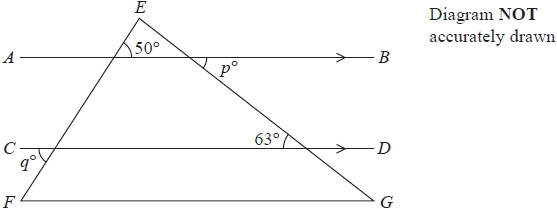 E
Diagram NOT
accurately drawn
50°
A
B
p°
63°
C
D
q°
F
G